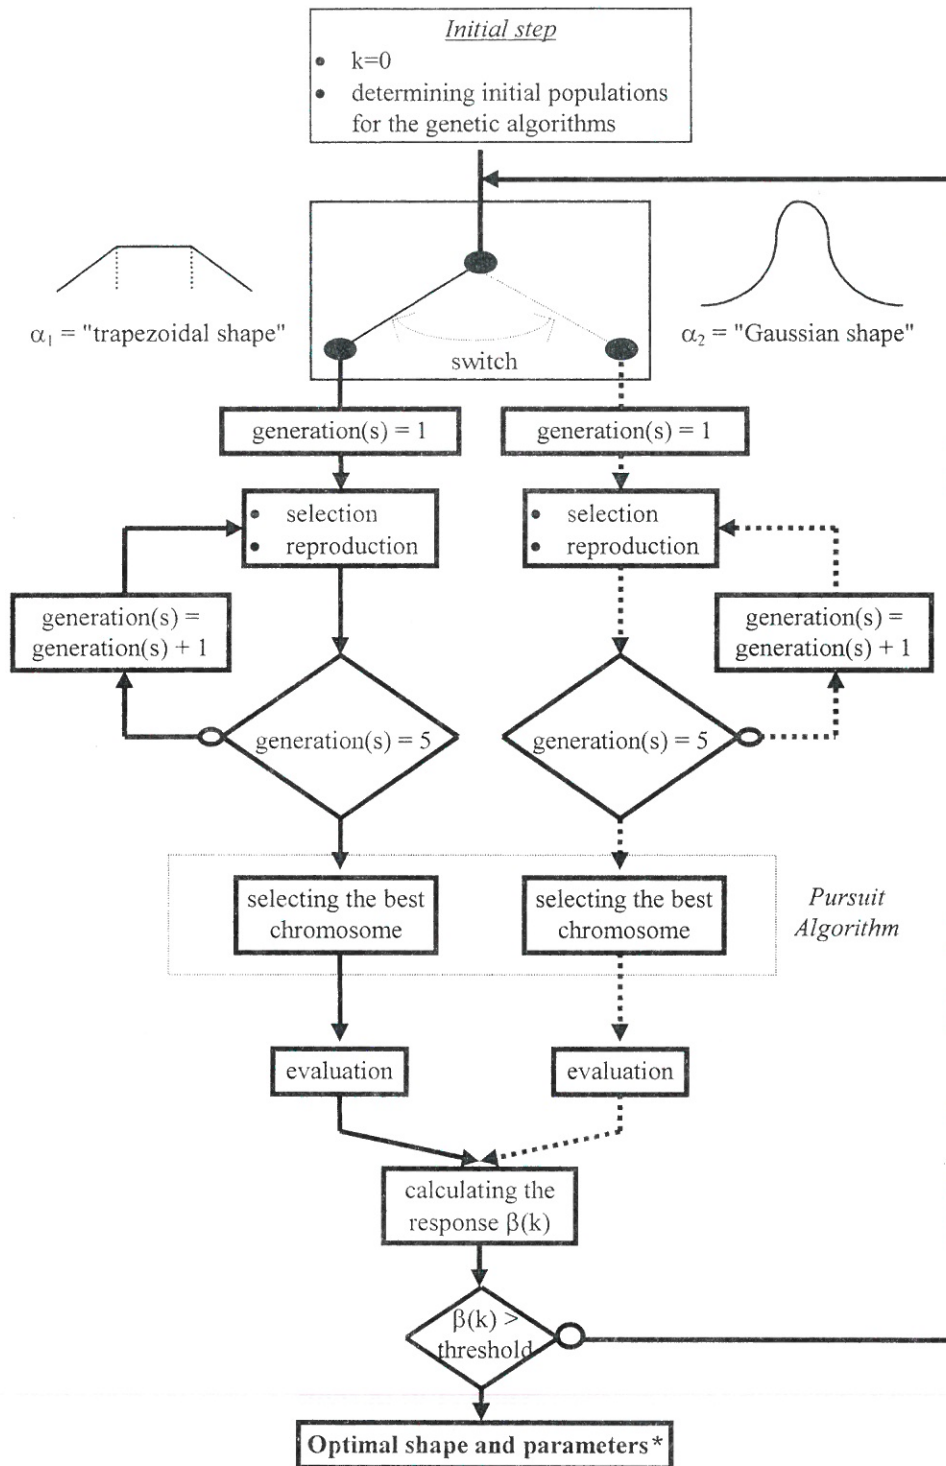 Initial step
• k=0
• determining initial populations
for the genetic algorithms
α₁ = "trapezoidal shape"
switch
α₂ = "Gaussian shape"
generation(s) = 1
generation(s) = 1
• selection
• reproduction
• selection
• reproduction
generation(s) =
generation(s) + 1
generation(s) =
generation(s) + 1
generation(s) = 5
generation(s) = 5
selecting the best
chromosome
selecting the best
chromosome
Pursuit
Algorithm
evaluation
evaluation
calculating the
response β(k)
β(k) >
threshold
Optimal shape and parameters*